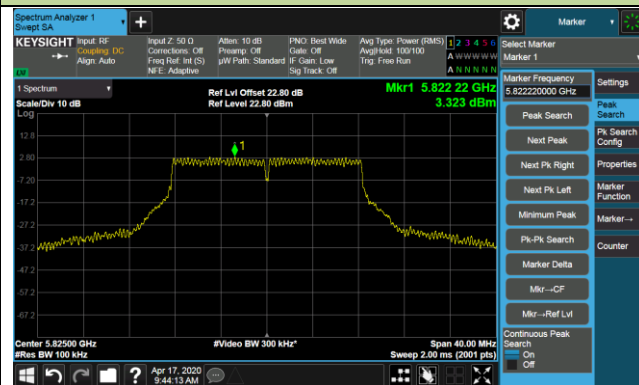 Spectrum Analyzer 1
Swept SA
+
Marker
KEYSIGHT
Input: RF
Coupling: DC
Align: Auto
Input Z: 50 Ω
Corrections: Off
Freq Ref: Int (S)
NFE: Adaptive
Atten: 10 dB
Preamp: Off
µW Path: Standard
PNO: Best Wide
Gate: Off
IF Gain: Low
Sig Track: Off
Avg Type: Power (RMS)
Avg|Hold: 100/100
Trig: Free Run
1 2 3 4 5 6
A W W W W W
A N N N N N
Select Marker
Marker 1
1 Spectrum
Scale/Div 10 dB
Log
Ref Lvl Offset 22.80 dB
Ref Level 22.80 dBm
Mkr1 5.822 22 GHz
3.323 dBm
12.8
2.80
-7.20
-17.2
-27.2
-37.2
-47.2
-57.2
-67.2
1
Center 5.82500 GHz
#Res BW 100 kHz
#Video BW 300 kHz*
Span 40.00 MHz
Sweep 2.00 ms (2001 pts)
Marker Frequency
5.822220000 GHz
Peak Search
Next Peak
Next Pk Right
Next Pk Left
Minimum Peak
Pk-Pk Search
Marker Delta
Mkr→CF
Mkr→Ref Lvl
Continuous Peak
Search
On
Off
Settings
Peak
Search
Pk Search
Config
Properties
Marker
Function
Marker→
Counter
?
Apr 17, 2020
9:44:13 AM